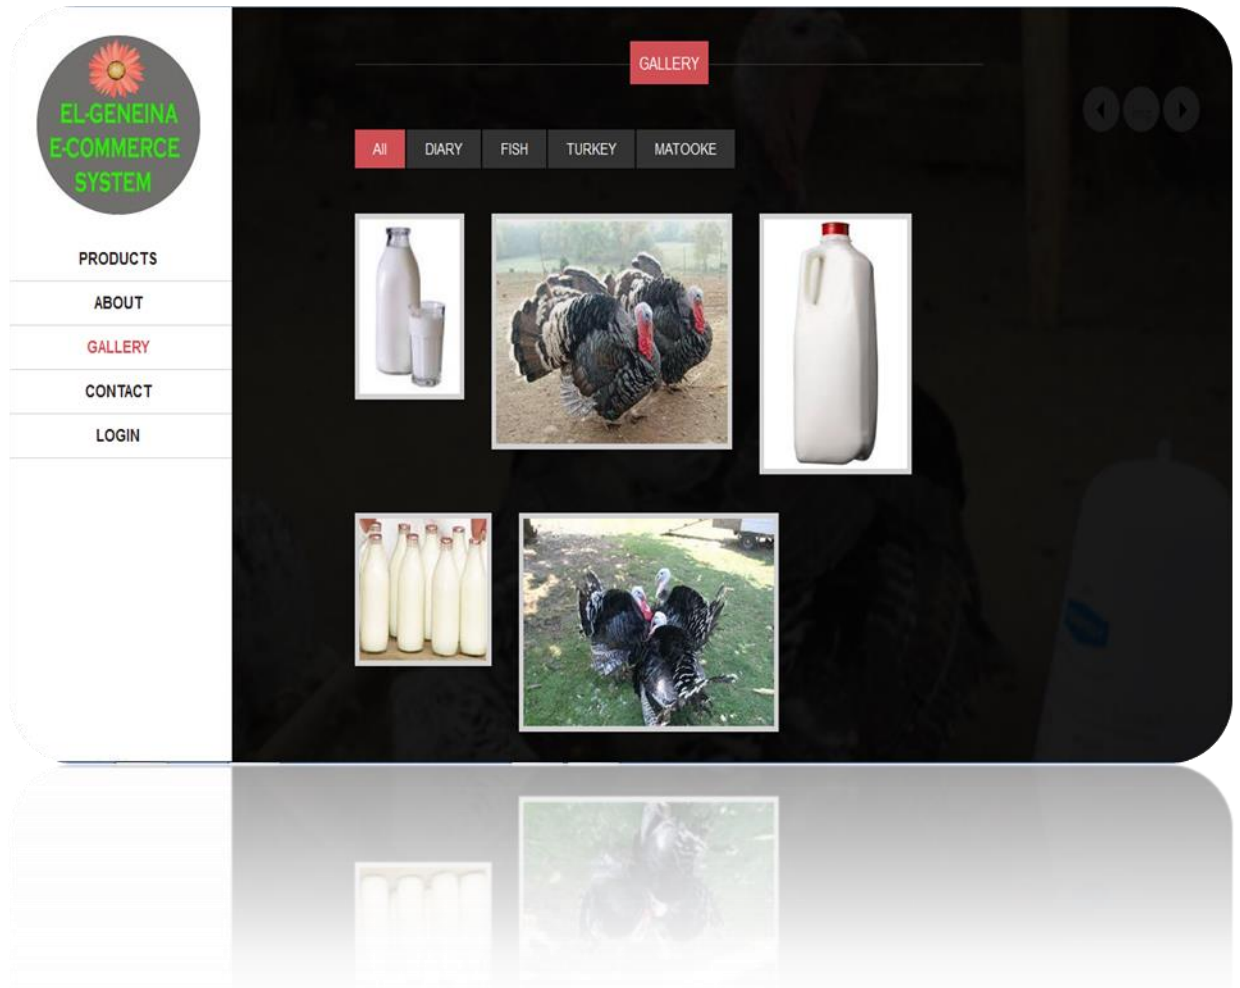 EL-GENEINA
E-COMMERCE
SYSTEM
PRODUCTS
ABOUT
GALLERY
CONTACT
LOGIN
GALLERY
All DIARY FISH TURKEY MATOOKE